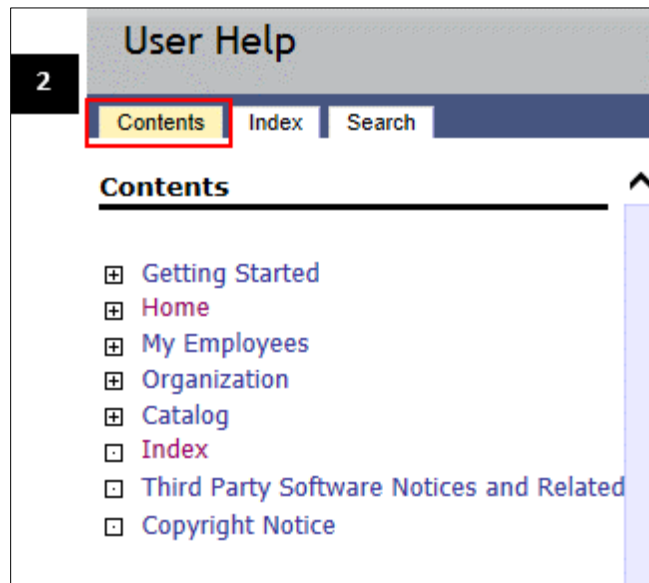 User Help
2
Contents Index Search
Contents
Getting Started
Home
My Employees
Organization
Catalog
Index
Third Party Software Notices and Related
Copyright Notice